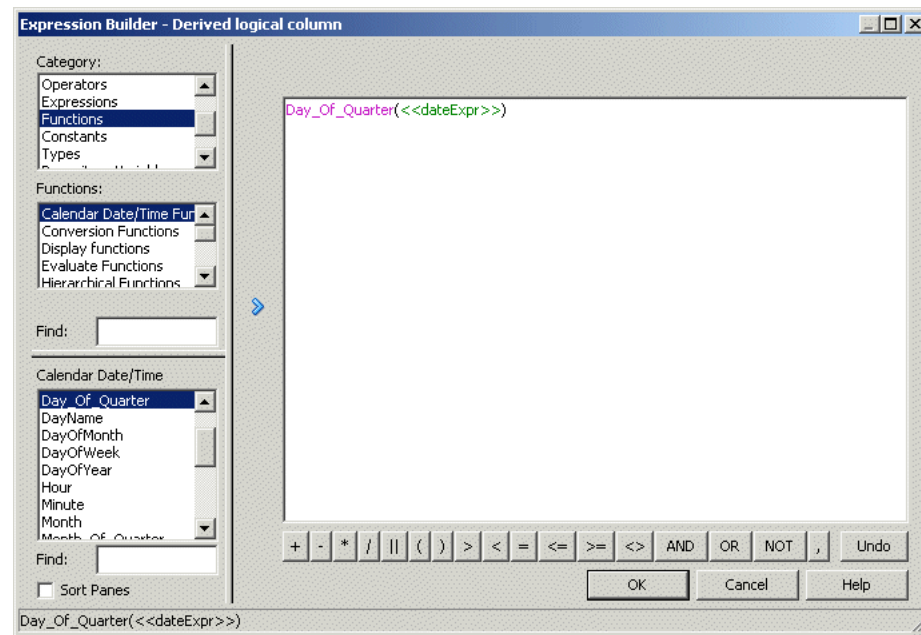 Expression Builder - Derived logical column
Category:
Operators
Expressions
Functions
Constants
Types
Functions:
Calendar Date/Time Fun
Conversion Functions
Display functions
Evaluate Functions
Hierarchical Functions
Find:
Calendar Date/Time
Day_Of_Quarter
DayName
DayOfMonth
DayOfWeek
DayOfYear
Hour
Minute
Month
Month_Of_Quarter
Find:
Sort Panes
Day_Of_Quarter(<<dateExpr>>)
+ - * / || ( ) > < = <= >= <> AND OR NOT , Undo
OK Cancel Help
Day_Of_Quarter(<<dateExpr>>)